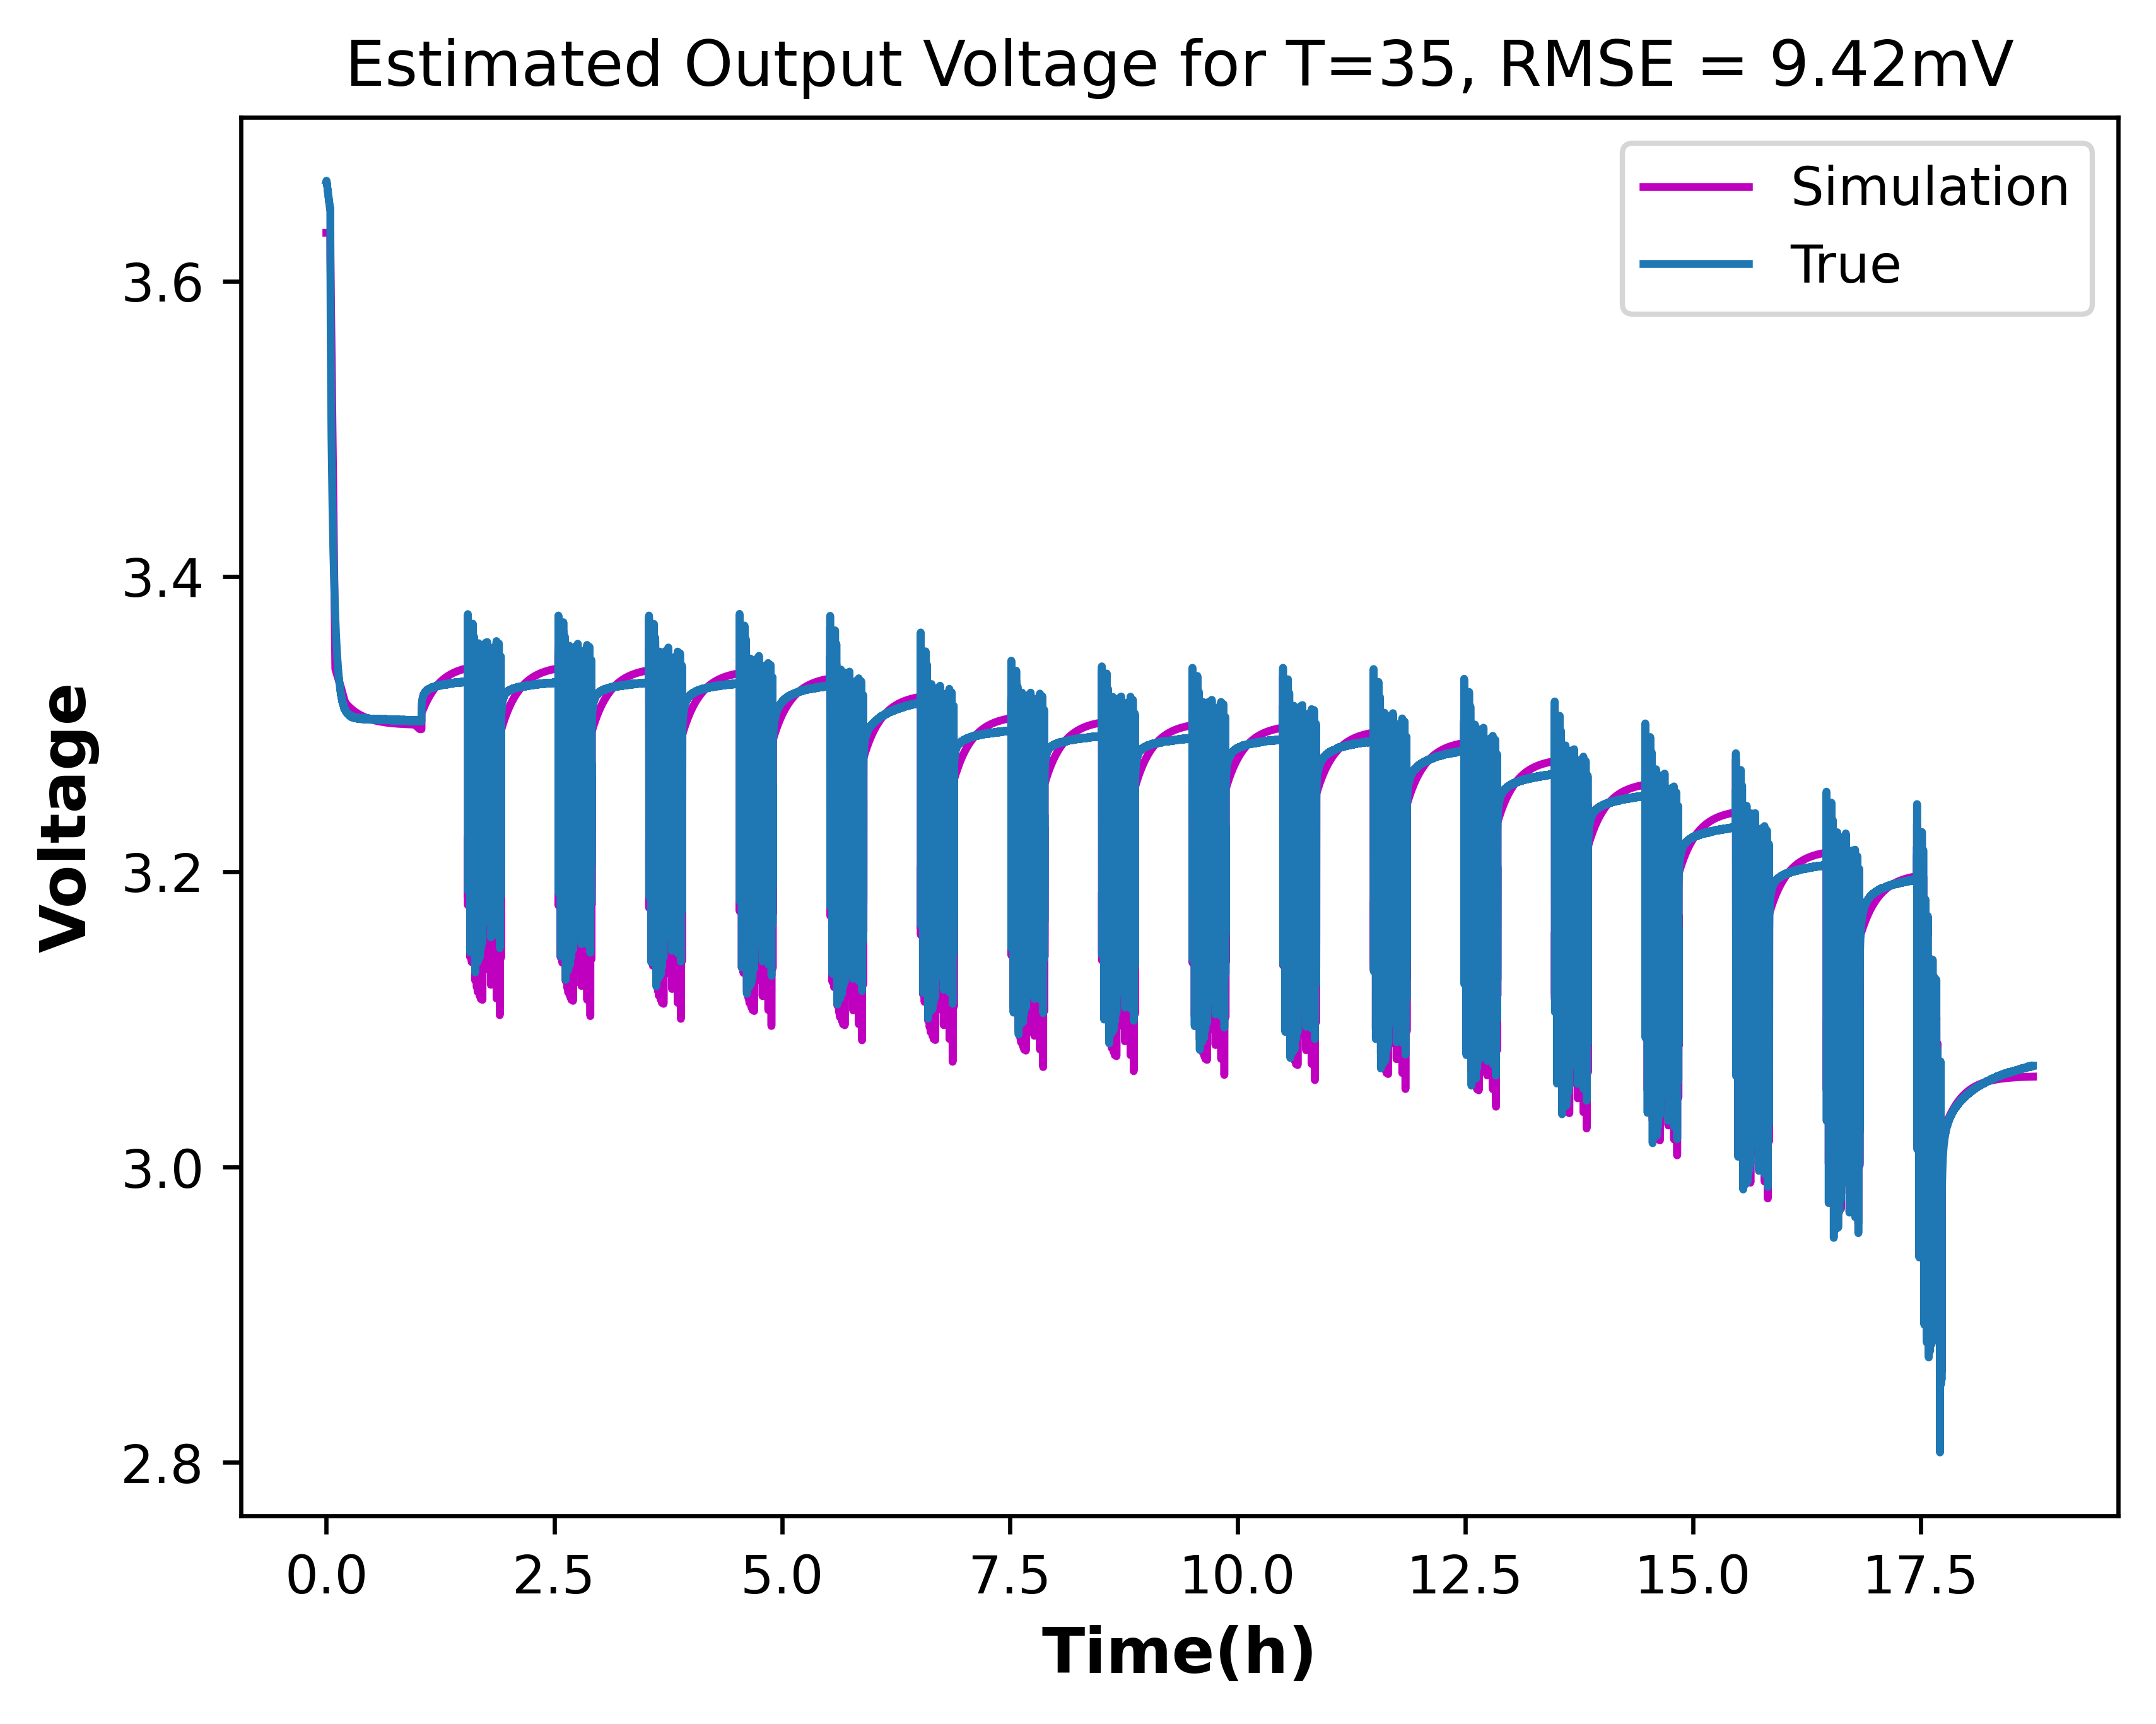 Estimated Output Voltage for T=35, RMSE = 9.42mV
Simulation
True
Voltage
3.6
3.4
3.2
3.0
2.8
0.0 2.5 5.0 7.5 10.0 12.5 15.0 17.5
Time(h)